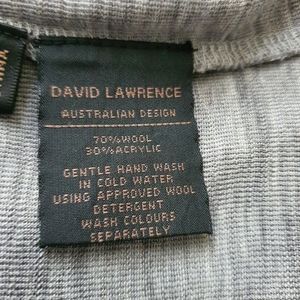 DAVID LAWRENCE
AUSTRALIAN DESIGN
70%WOOL
30%ACRYLIC
GENTLE HAND WASH
IN COLD WATER
USING APPROVED WOOL
DETERGENT
WASH COLOURS
SEPARATELY